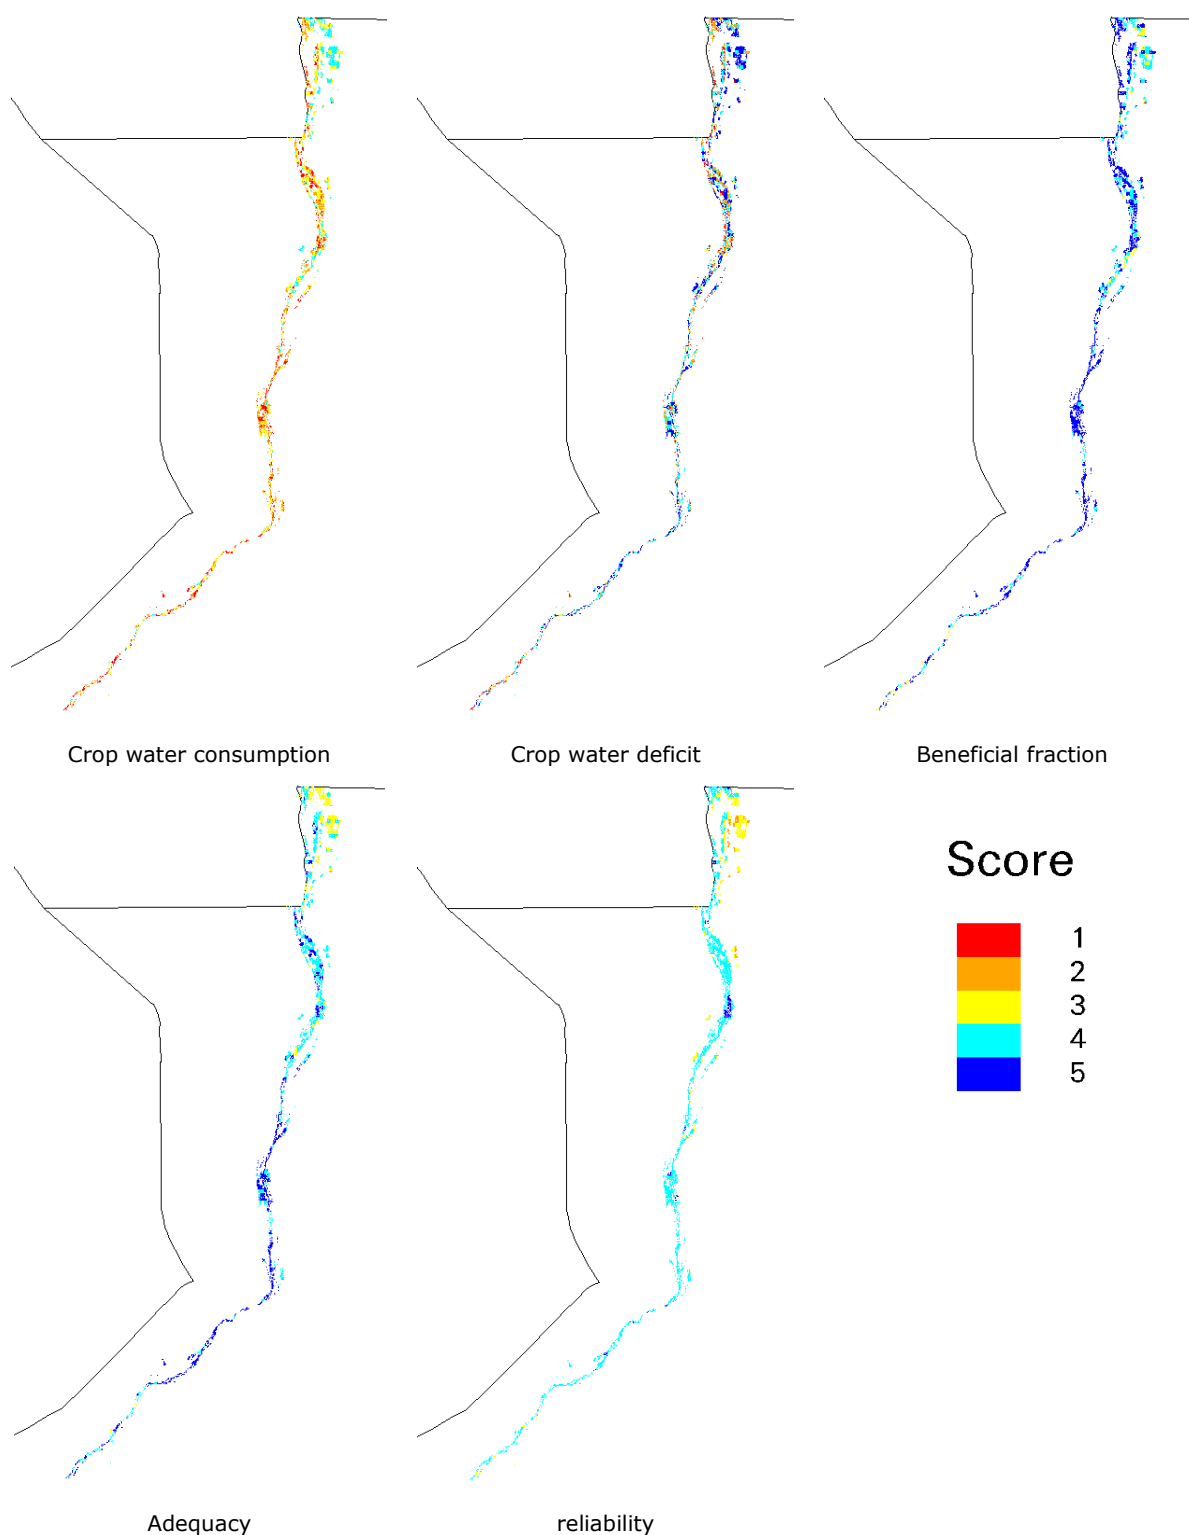 Crop water consumption
Crop water deficit
Beneficial fraction
Score
1
2
3
4
5
Adequacy
reliability